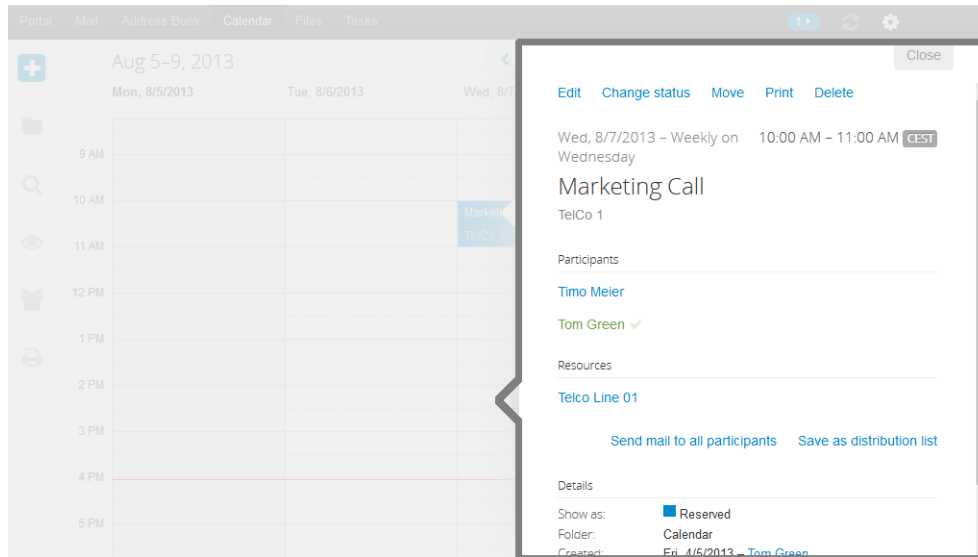 Portal Mail Address Book Calendar Files Tasks
1
Aug 5–9, 2013
Close
Mon, 8/5/2013 Tue, 8/6/2013 Wed, 8/7
Edit Change status Move Print Delete
9 AM
10 AM
11 AM
12 PM
1 PM
2 PM
3 PM
4 PM
5 PM
Marketi
TelCo 1
Wed, 8/7/2013 – Weekly on 10:00 AM – 11:00 AM CEST
Wednesday
Marketing Call
TelCo 1
Participants
Timo Meier
Tom Green
Resources
Telco Line 01
Send mail to all participants Save as distribution list
Details
Show as: Reserved
Folder: Calendar
Created: Fri, 4/5/2013 – Tom Green